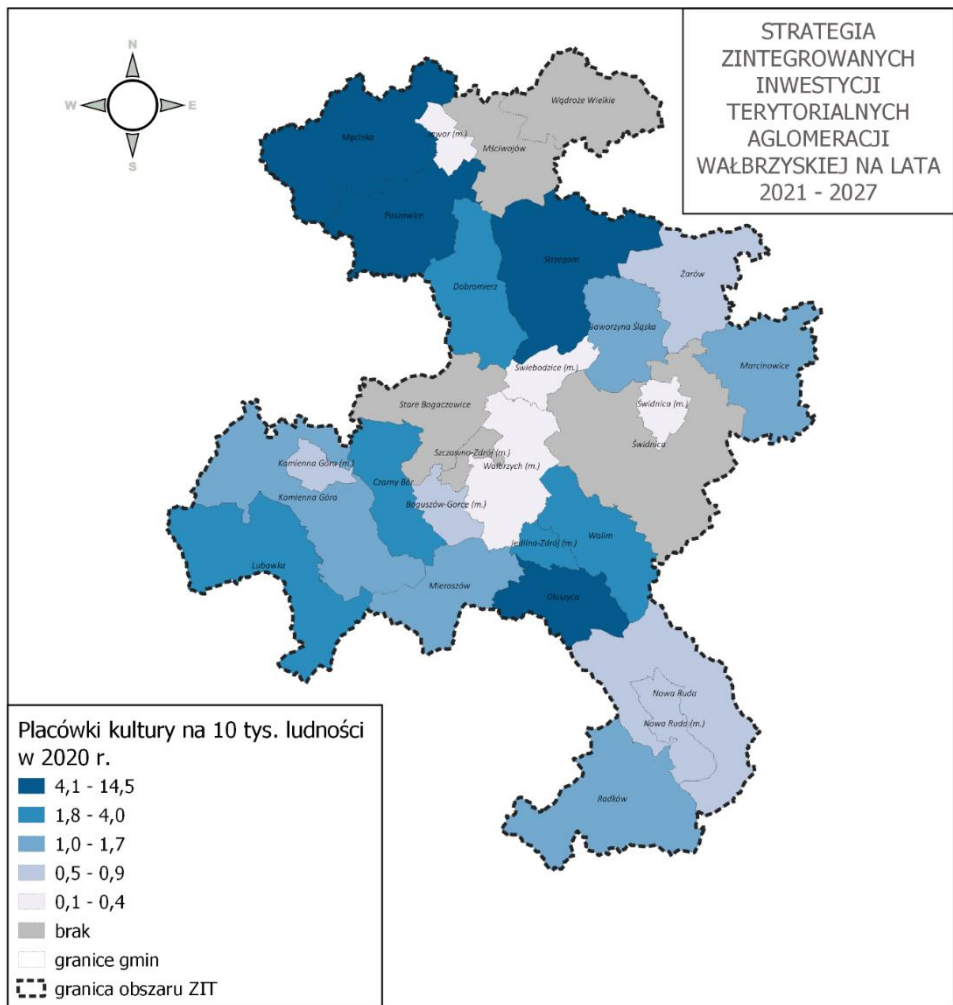 STRATEGIA
ZINTEGROWANYCH
INWESTYCJI
TERYTORIALNYCH
AGLOMERACJI
WAŁBRZYSKIEJ NA LATA
2021 - 2027
N
W
E
S
Wądroże Wielkie
Męcinka
Jawor (m.)
Mściwojów
Paszowice
Strzegom
Żarów
Dobromierz
Jaworzyna Śląska
Marcinowice
Świebodzice (m.)
Stare Bogaczowice
Świdnica (m.)
Świdnica
Szczawno-Zdrój (m.)
Kamienna Góra (m.)
Wałbrzych (m.)
Czarny Bór
Kamienna Góra
Boguszów-Gorce (m.)
Walim
Jedlina-Zdrój (m.)
Lubawka
Mieroszów
Głuszyca
Nowa Ruda
Nowa Ruda (m.)
Radków
Placówki kultury na 10 tys. ludności
w 2020 r.
4,1 - 14,5
1,8 - 4,0
1,0 - 1,7
0,5 - 0,9
0,1 - 0,4
brak
granice gmin
granica obszaru ZIT